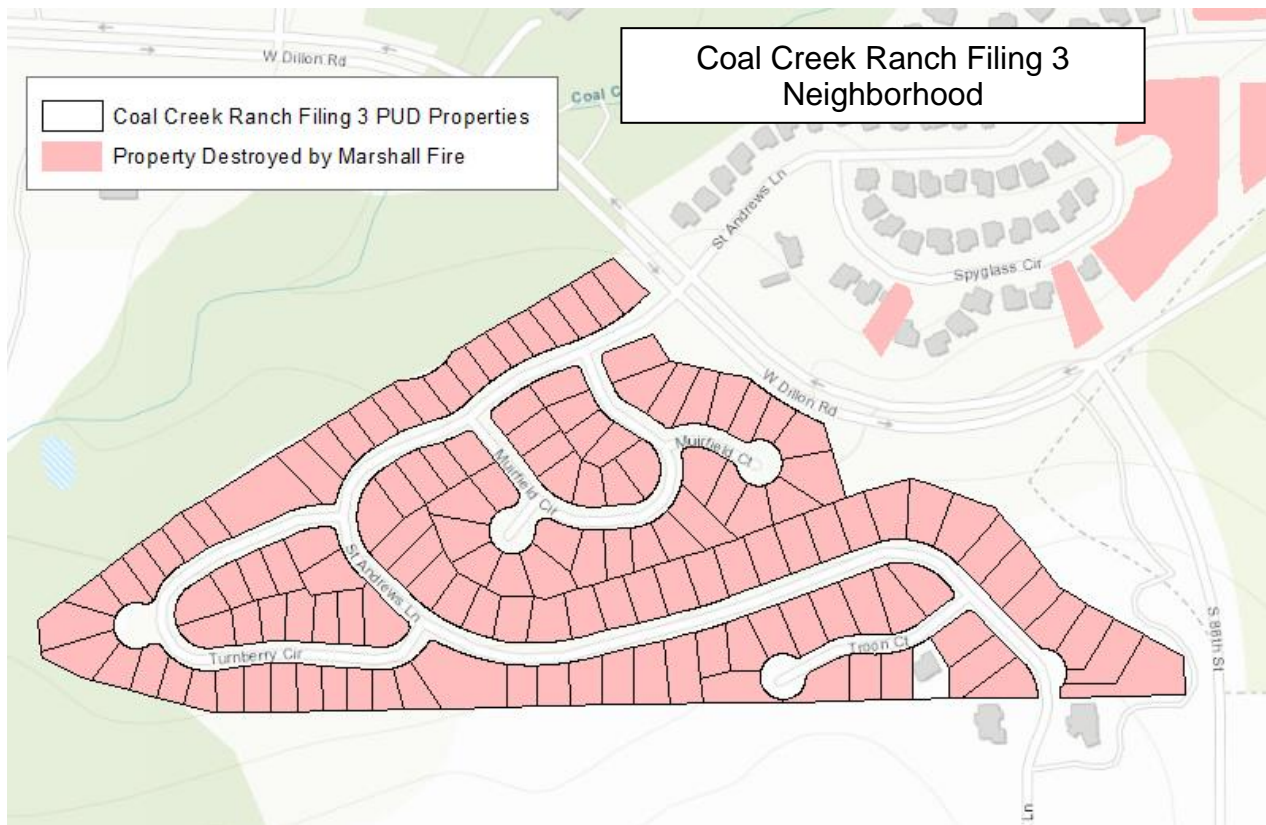 W Dillon Rd
Coal Creek Ranch Filing 3
Neighborhood
Coal C
Coal Creek Ranch Filing 3 PUD Properties
Property Destroyed by Marshall Fire
St Andrews Ln
Spyglass Cir
W Dillon Rd
Muirfield Ct
Muirfield Cir
St Andrews Ln
Turnberry Cir
Troon Ct
S 88th St
Ln